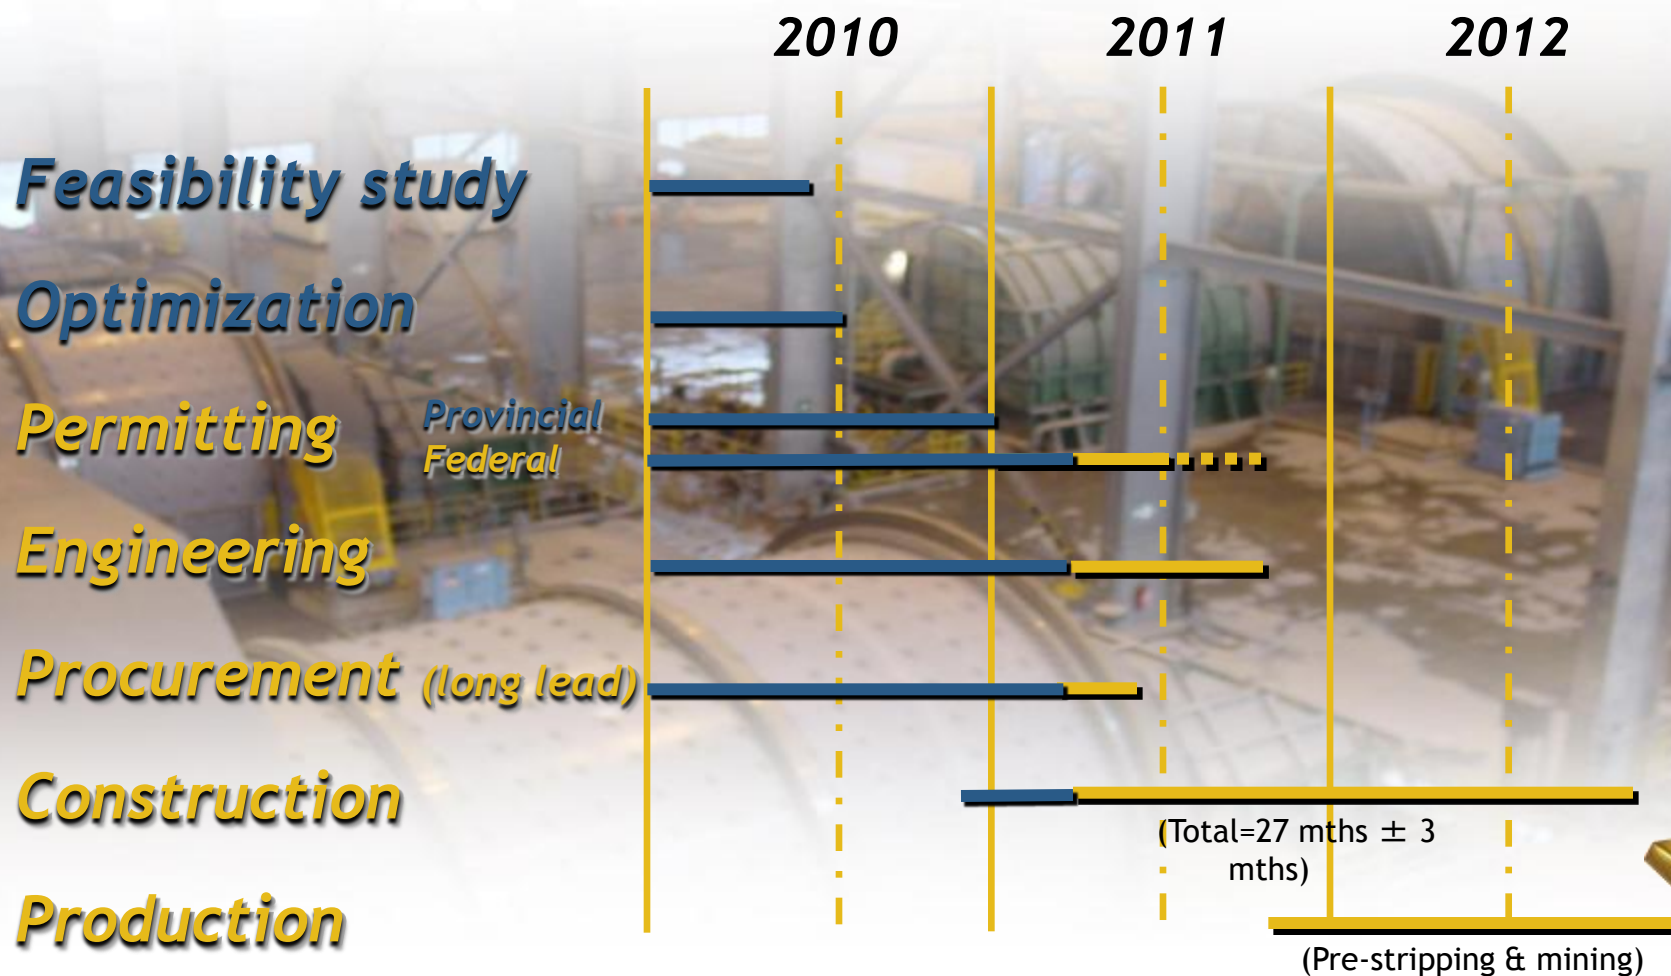 2010 2011 2012
Feasibility study
Optimization
Permitting Provincial
Federal
Engineering
Procurement (long lead)
Construction
(Total=27 mths ± 3
mths)
Production
(Pre-stripping & mining)